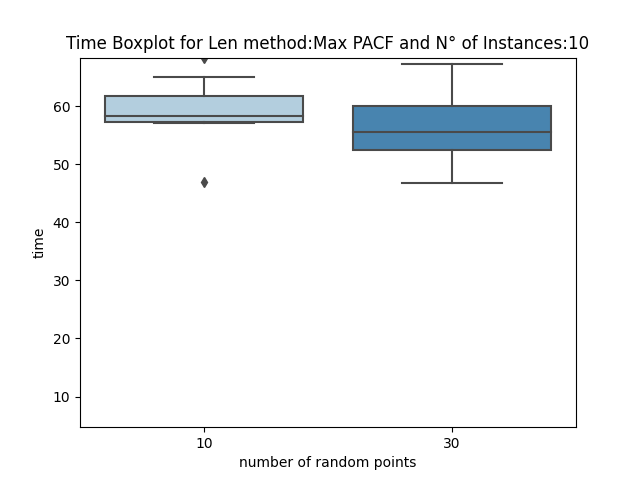 Time Boxplot for Len method:Max PACF and N° of Instances:10
60
50
40
30
20
10
time
10 30
number of random points